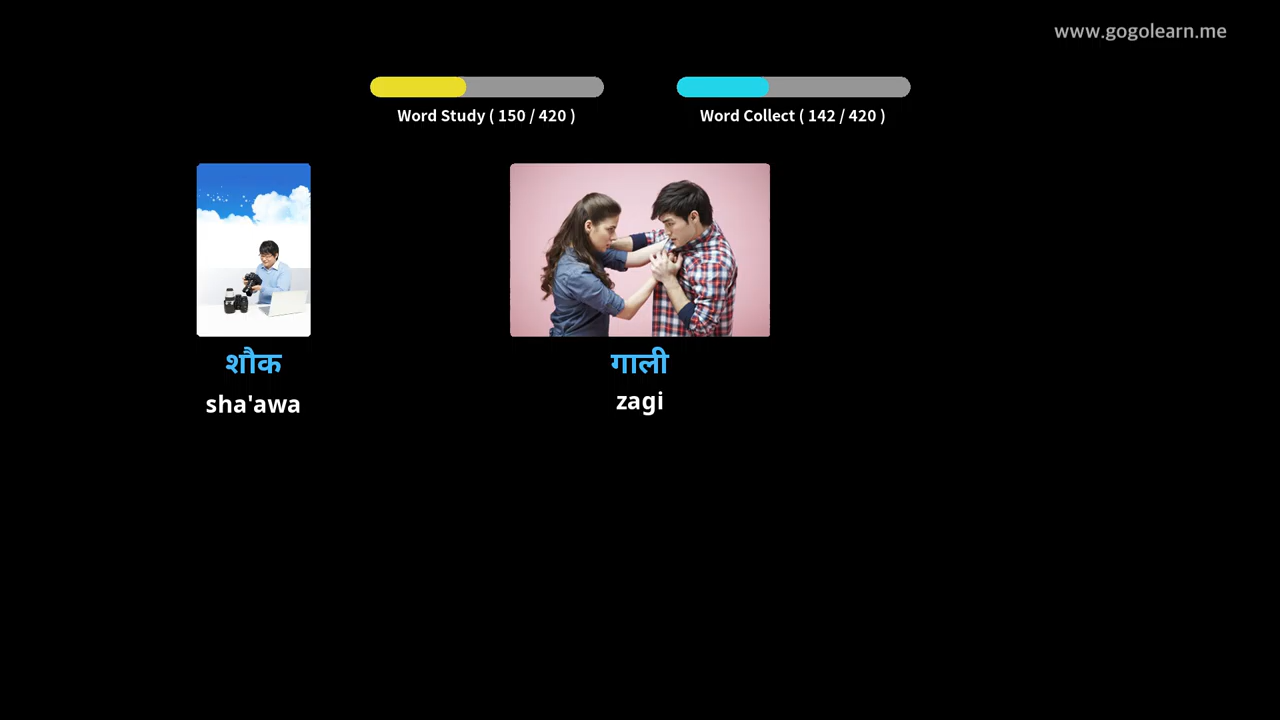 www.gogolearn.me
Word Study ( 150 / 420 )
Word Collect ( 142 / 420 )
शौक
sha'awa
गाली
zagi